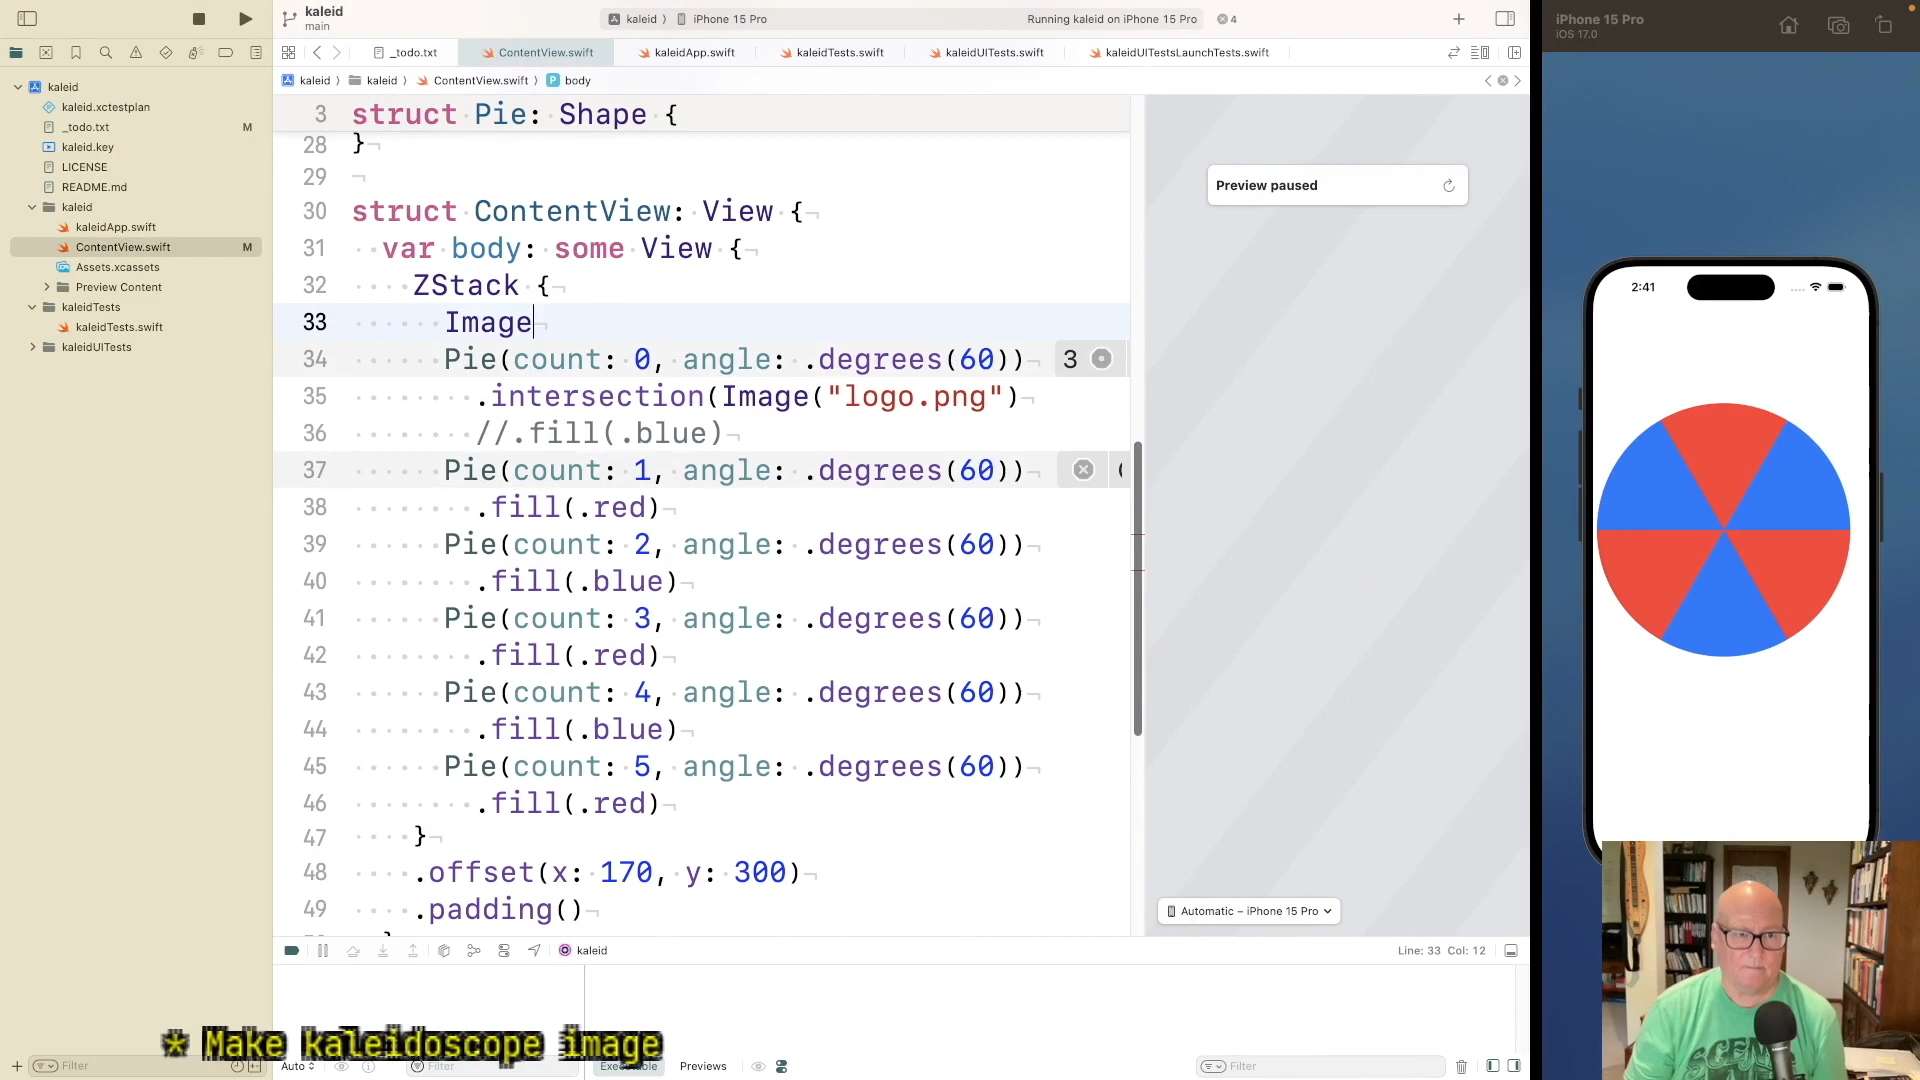 kaleid
main
kaleid
iPhone 15 Pro
Running kaleid on iPhone 15 Pro
4
iPhone 15 Pro
iOS 17.0
_todo.txt
ContentView.swift
kaleidApp.swift
kaleidTests.swift
kaleidUITests.swift
kaleidUITestsLaunchTests.swift
kaleid
kaleid
ContentView.swift
P body
kaleid
kaleid.xctestplan
_todo.txt M
kaleid.key
LICENSE
README.md
kaleid
kaleidApp.swift
ContentView.swift M
Assets.xcassets
Preview Content
kaleidTests
kaleidTests.swift
kaleidUITests
3 struct Pie: Shape {
28 }
29
30 struct ContentView: View {
31 var body: some View {
32 ZStack {
33 Image
34 Pie(count: 0, angle: .degrees(60)) 3
35 .intersection(Image("logo.png")
36 //.fill(.blue)
37 Pie(count: 1, angle: .degrees(60))
38 .fill(.red)
39 Pie(count: 2, angle: .degrees(60))
40 .fill(.blue)
41 Pie(count: 3, angle: .degrees(60))
42 .fill(.red)
43 Pie(count: 4, angle: .degrees(60))
44 .fill(.blue)
45 Pie(count: 5, angle: .degrees(60))
46 .fill(.red)
47 }
48 .offset(x: 170, y: 300)
49 .padding()
Preview paused
Automatic – iPhone 15 Pro
2:41
kaleid
Line: 33 Col: 12
* Make kaleidoscope image
Filter
Auto
Filter
Executable
Previews
Filter